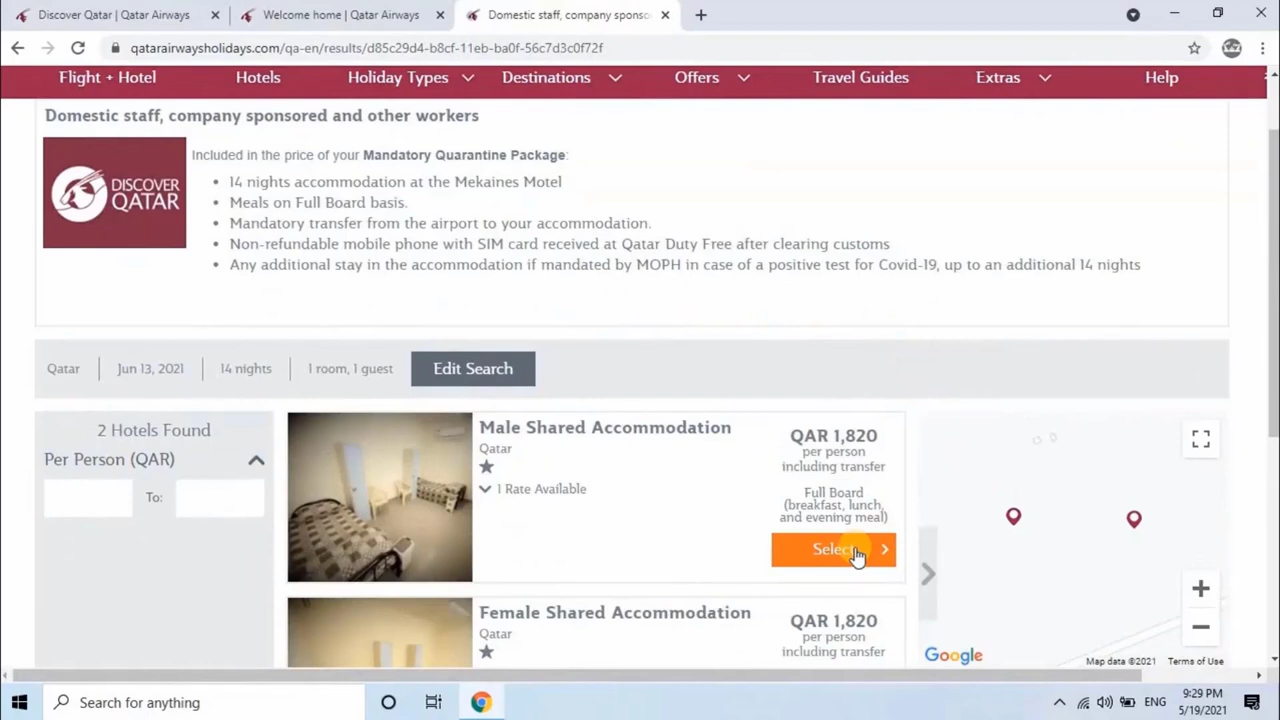 Discover Qatar | Qatar Airways
Welcome home | Qatar Airways
Domestic staff, company sponso
qatarairwaysholidays.com/qa-en/results/d85c29d4-b8cf-11eb-ba0f-56c7d3c0f72f
Flight + Hotel Hotels Holiday Types Destinations Offers Travel Guides Extras Help
Domestic staff, company sponsored and other workers
DISCOVER
QATAR
Included in the price of your Mandatory Quarantine Package:
• 14 nights accommodation at the Mekaines Motel
• Meals on Full Board basis.
• Mandatory transfer from the airport to your accommodation.
• Non-refundable mobile phone with SIM card received at Qatar Duty Free after clearing customs
• Any additional stay in the accommodation if mandated by MOPH in case of a positive test for Covid-19, up to an additional 14 nights
Qatar Jun 13, 2021 14 nights 1 room, 1 guest Edit Search
2 Hotels Found
Per Person (QAR)
To:
Male Shared Accommodation
Qatar
1 Rate Available
QAR 1,820
per person
including transfer
Full Board
(breakfast, lunch,
and evening meal)
Select
Female Shared Accommodation
Qatar
QAR 1,820
per person
including transfer
Google
Map data ©2021 Terms of Use
Search for anything
ENG
9:29 PM
5/19/2021